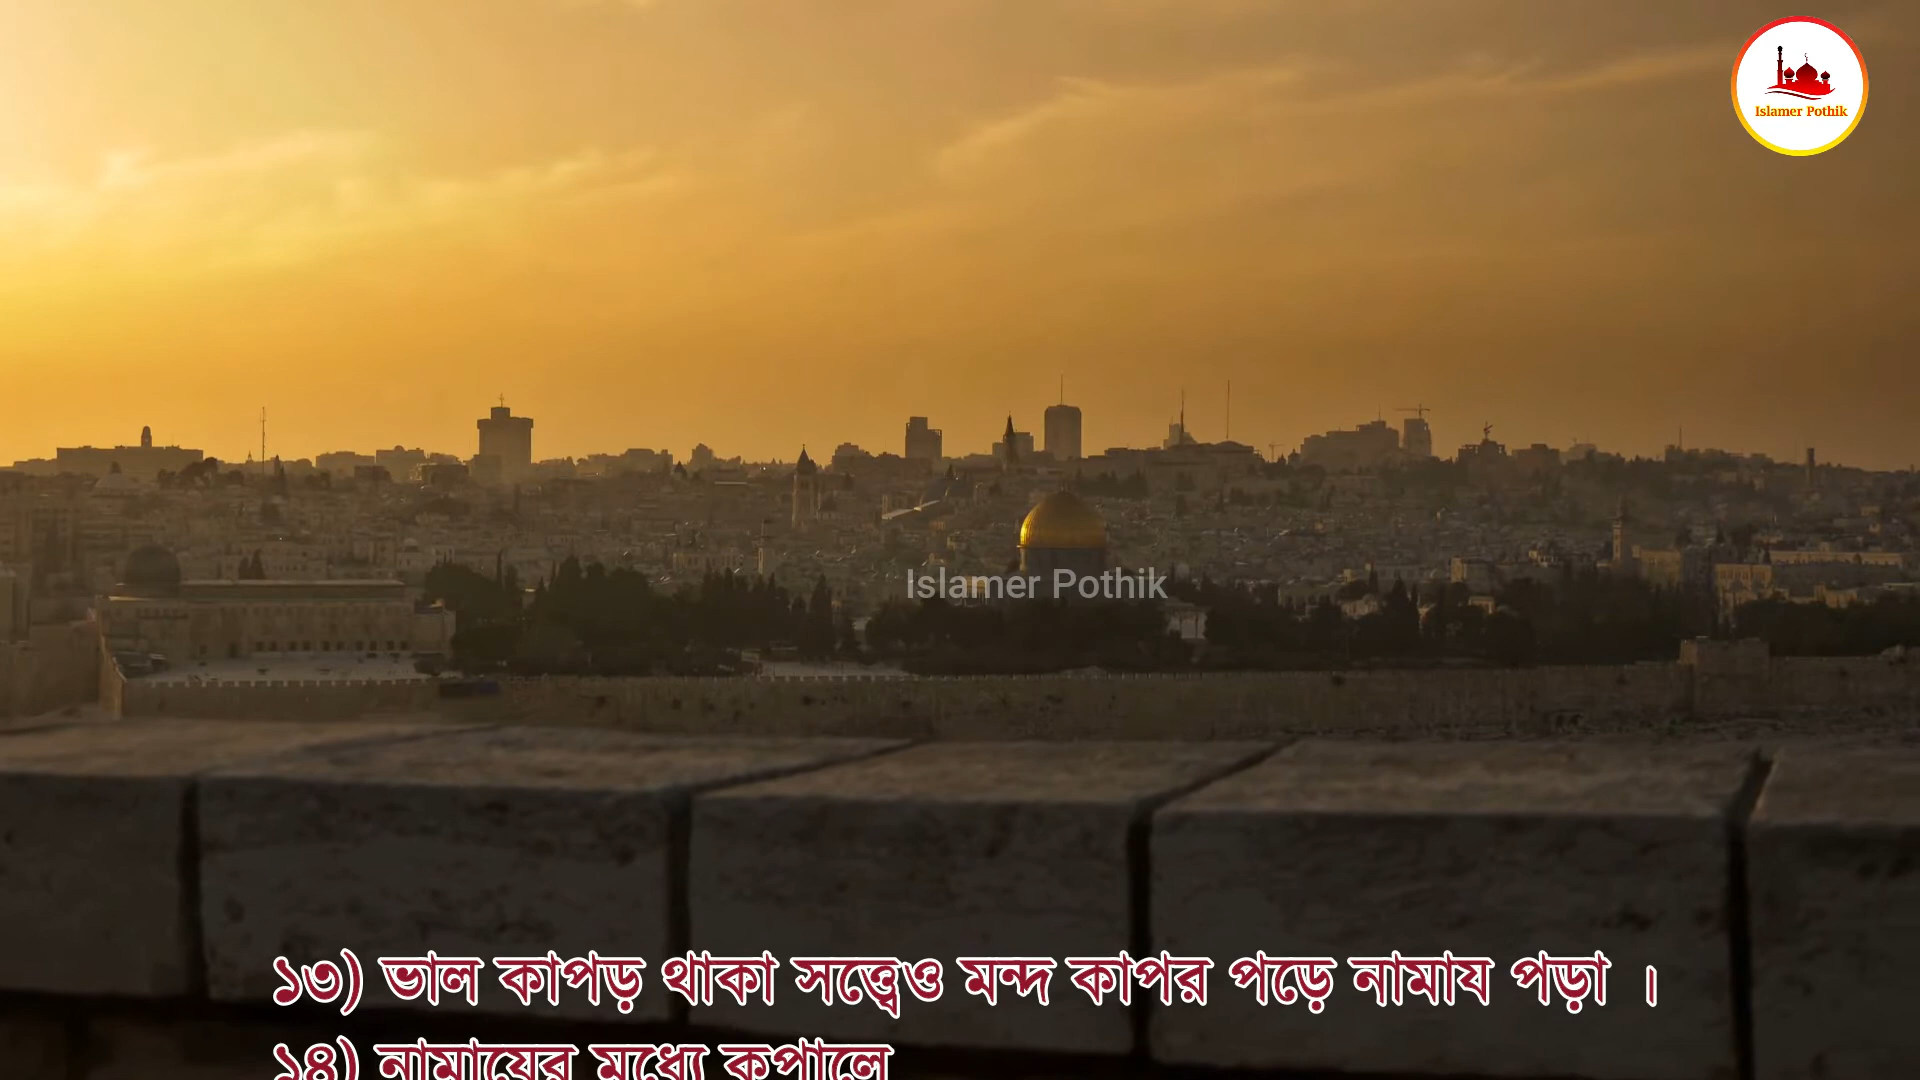 Islamer Pothik
Islamer Pothik
১৩) ভাল কাপড় থাকা সত্ত্বেও মন্দ কাপর পড়ে নামায পড়া ।
১৪) নামাযের মধ্যে কপালে